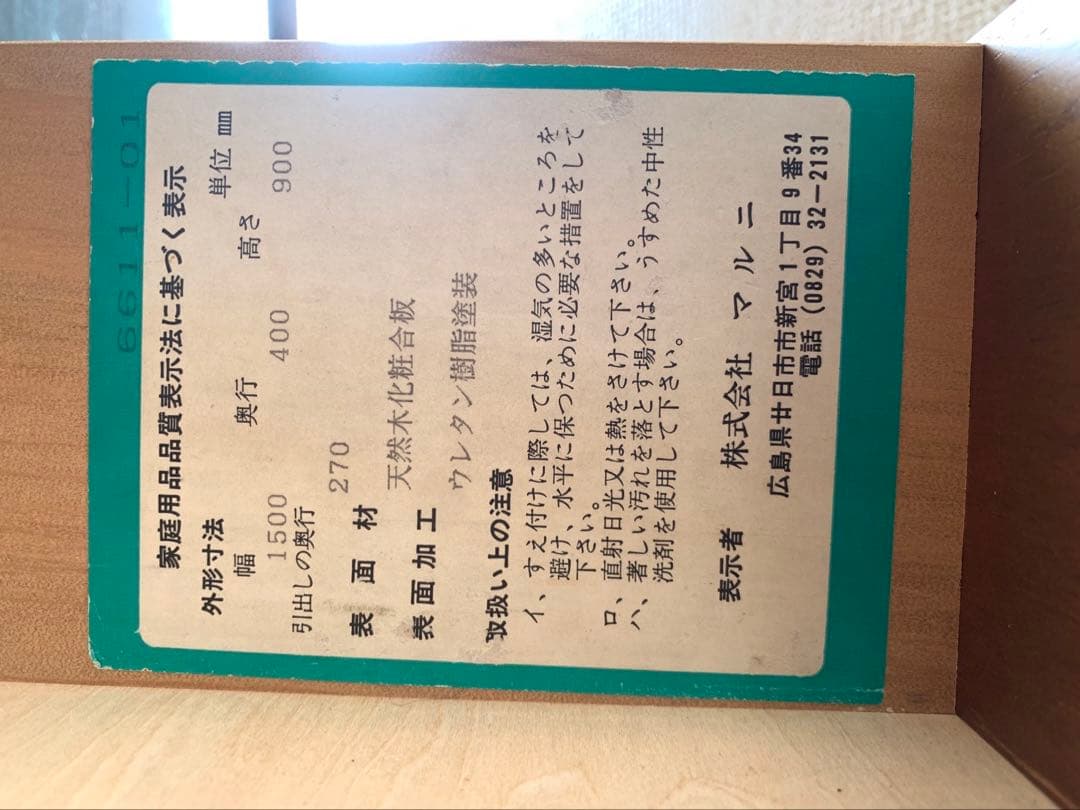 6611-01
家庭用品品質表示法に基づく表示
外形寸法 単位 ㎜
幅 奥行 高さ
1500 400 900
引出しの奥行 270
表面材 天然木化粧合板
表面加工 ウレタン樹脂塗装
取扱い上の注意
イ、すえ付けに際しては、湿気の多いところを
避け、水平に保つために必要な措置をして
下さい。
ロ、直射日光又は熱をさけて下さい。
ハ、著しい汚れを落とす場合は、うすめた中性
洗剤を使用して下さい。
表示者 株式会社 マルニ
広島県廿日市市新宮1丁目9番34
電話 (0829) 32-2131